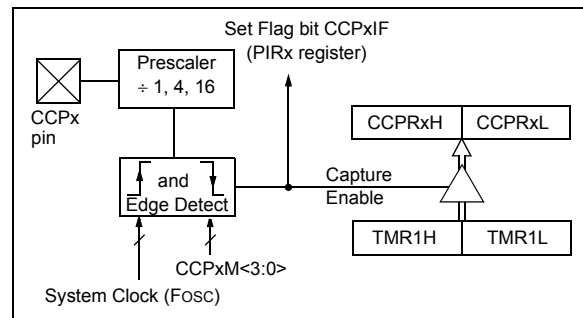 Set Flag bit CCPxIF
(PIRx register)
Prescaler
÷ 1, 4, 16
CCPx
pin
CCPRxH CCPRxL
and
Edge Detect
Capture
Enable
TMR1H TMR1L
CCPxM<3:0>
System Clock (FOSC)